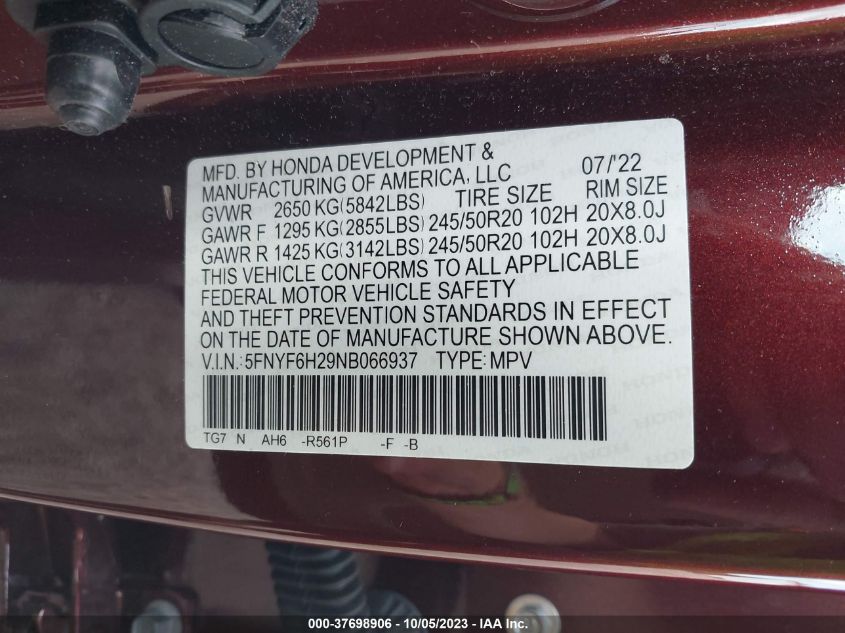 MFD. BY HONDA DEVELOPMENT & 07/'22
MANUFACTURING OF AMERICA, LLC
GVWR 2650 KG(5842LBS) TIRE SIZE RIM SIZE
GAWR F 1295 KG(2855LBS) 245/50R20 102H 20X8.0J
GAWR R 1425 KG(3142LBS) 245/50R20 102H 20X8.0J
THIS VEHICLE CONFORMS TO ALL APPLICABLE
FEDERAL MOTOR VEHICLE SAFETY
AND THEFT PREVENTION STANDARDS IN EFFECT
ON THE DATE OF MANUFACTURE SHOWN ABOVE.
V.I.N.: 5FNYF6H29NB066937 TYPE: MPV
TG7 N AH6 -R561P -F -B
000-37698906 - 10/05/2023 - IAA Inc.